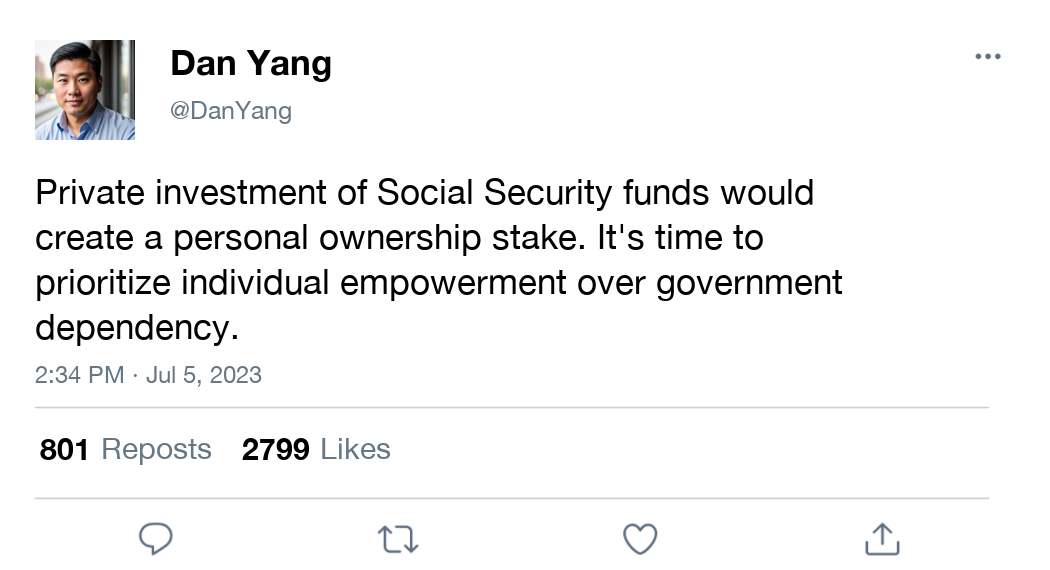 Dan Yang
@DanYang
Private investment of Social Security funds would
create a personal ownership stake. It's time to
prioritize individual empowerment over government
dependency.
2:34 PM · Jul 5, 2023
801 Reposts 2799 Likes